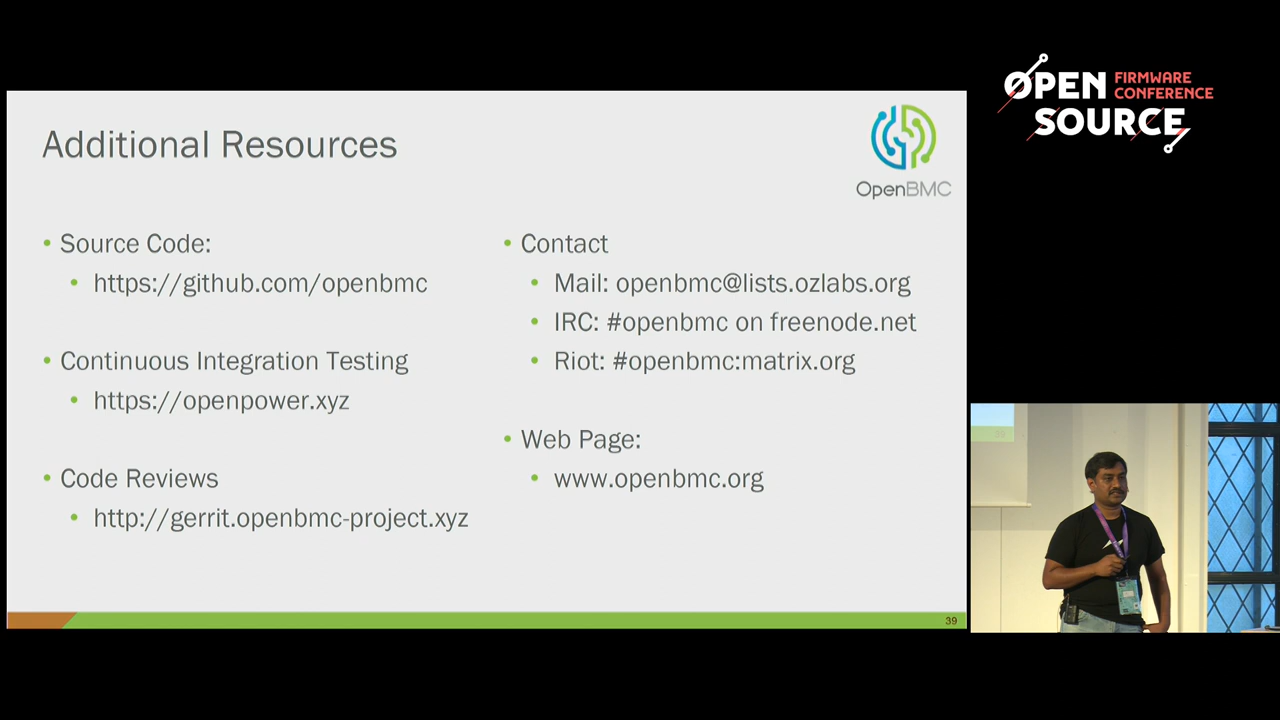 OPEN FIRMWARE
CONFERENCE
SOURCE
Additional Resources
OpenBMC
• Source Code:
• https://github.com/openbmc
• Continuous Integration Testing
• https://openpower.xyz
• Code Reviews
• http://gerrit.openbmc-project.xyz
• Contact
• Mail: openbmc@lists.ozlabs.org
• IRC: #openbmc on freenode.net
• Riot: #openbmc:matrix.org
• Web Page:
• www.openbmc.org
39